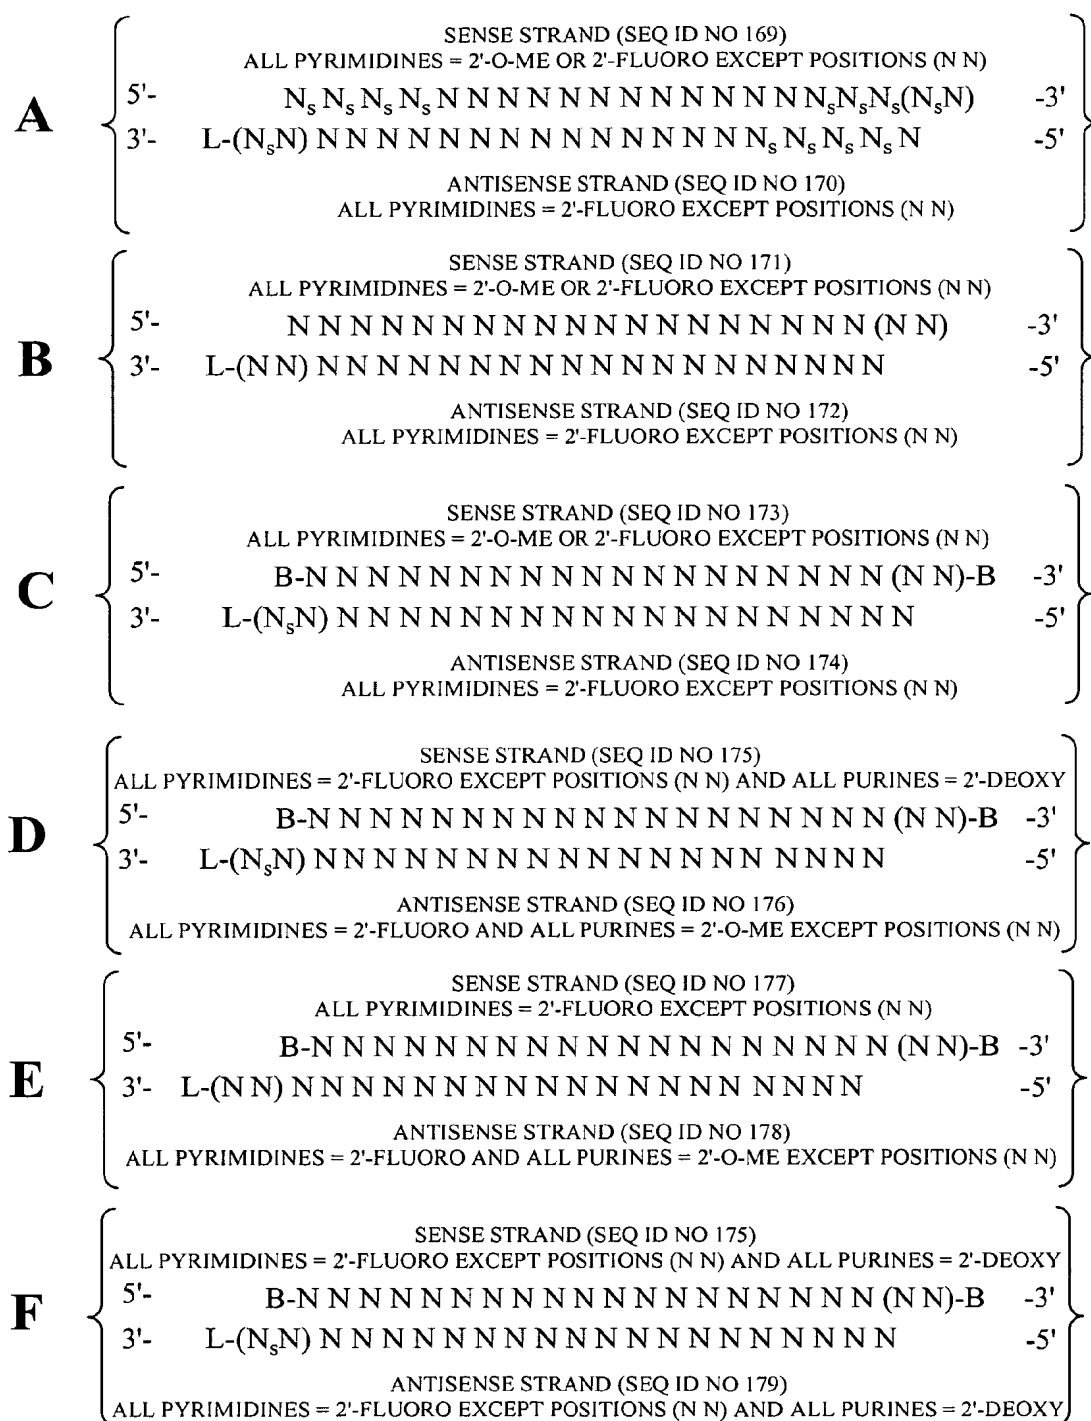 A
SENSE STRAND (SEQ ID NO 169)
ALL PYRIMIDINES = 2'-O-ME OR 2'-FLUORO EXCEPT POSITIONS (N N)
5'- NsNsNsNsN N N N N N N N N N N N NsNsNs(NsN) -3'
3'- L-(NsN) N N N N N N N N N N N N N N NsNsNsNsN -5'
ANTISENSE STRAND (SEQ ID NO 170)
ALL PYRIMIDINES = 2'-FLUORO EXCEPT POSITIONS (N N)
B
SENSE STRAND (SEQ ID NO 171)
ALL PYRIMIDINES = 2'-O-ME OR 2'-FLUORO EXCEPT POSITIONS (N N)
5'- N N N N N N N N N N N N N N N N N N N (N N) -3'
3'- L-(N N) N N N N N N N N N N N N N N N N N N N -5'
ANTISENSE STRAND (SEQ ID NO 172)
ALL PYRIMIDINES = 2'-FLUORO EXCEPT POSITIONS (N N)
C
SENSE STRAND (SEQ ID NO 173)
ALL PYRIMIDINES = 2'-O-ME OR 2'-FLUORO EXCEPT POSITIONS (N N)
5'- B-N N N N N N N N N N N N N N N N N N N (N N)-B -3'
3'- L-(NsN) N N N N N N N N N N N N N N N N N N N -5'
ANTISENSE STRAND (SEQ ID NO 174)
ALL PYRIMIDINES = 2'-FLUORO EXCEPT POSITIONS (N N)
D
SENSE STRAND (SEQ ID NO 175)
ALL PYRIMIDINES = 2'-FLUORO EXCEPT POSITIONS (N N) AND ALL PURINES = 2'-DEOXY
5'- B-N N N N N N N N N N N N N N N N N N N (N N)-B -3'
3'- L-(NsN) N N N N N N N N N N N N N N N N N N N -5'
ANTISENSE STRAND (SEQ ID NO 176)
ALL PYRIMIDINES = 2'-FLUORO AND ALL PURINES = 2'-O-ME EXCEPT POSITIONS (N N)
E
SENSE STRAND (SEQ ID NO 177)
ALL PYRIMIDINES = 2'-FLUORO EXCEPT POSITIONS (N N)
5'- B-N N N N N N N N N N N N N N N N N N N (N N)-B -3'
3'- L-(N N) N N N N N N N N N N N N N N N N N N N -5'
ANTISENSE STRAND (SEQ ID NO 178)
ALL PYRIMIDINES = 2'-FLUORO AND ALL PURINES = 2'-O-ME EXCEPT POSITIONS (N N)
F
SENSE STRAND (SEQ ID NO 175)
ALL PYRIMIDINES = 2'-FLUORO EXCEPT POSITIONS (N N) AND ALL PURINES = 2'-DEOXY
5'- B-N N N N N N N N N N N N N N N N N N N (N N)-B -3'
3'- L-(NsN) N N N N N N N N N N N N N N N N N N N -5'
ANTISENSE STRAND (SEQ ID NO 179)
ALL PYRIMIDINES = 2'-FLUORO EXCEPT POSITIONS (N N) AND ALL PURINES = 2'-DEOXY